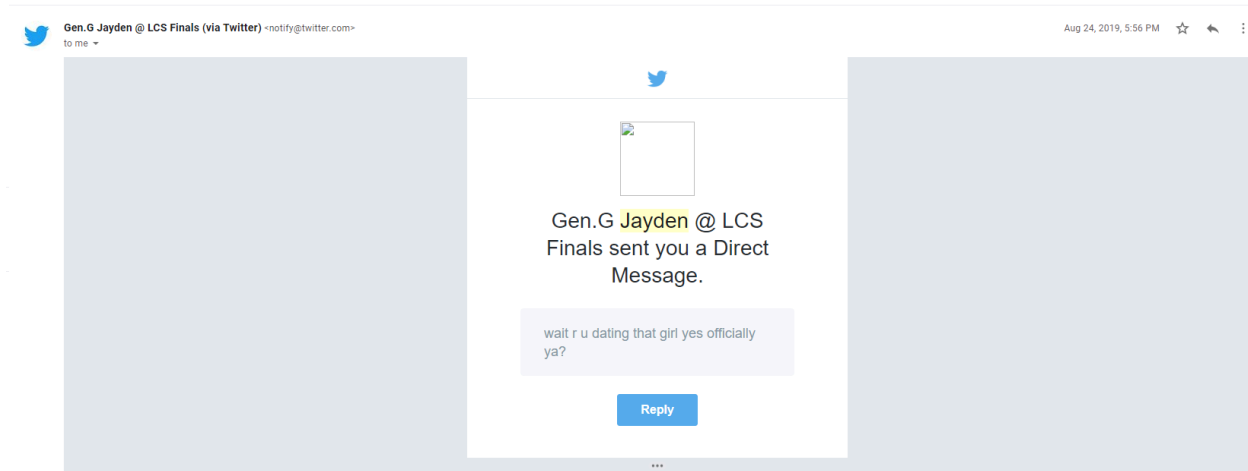 Gen.G Jayden @ LCS Finals (via Twitter) <notify@twitter.com>
Aug 24, 2019, 5:56 PM
to me
Gen.G Jayden @ LCS
Finals sent you a Direct
Message.
wait r u dating that girl yes officially
ya?
Reply